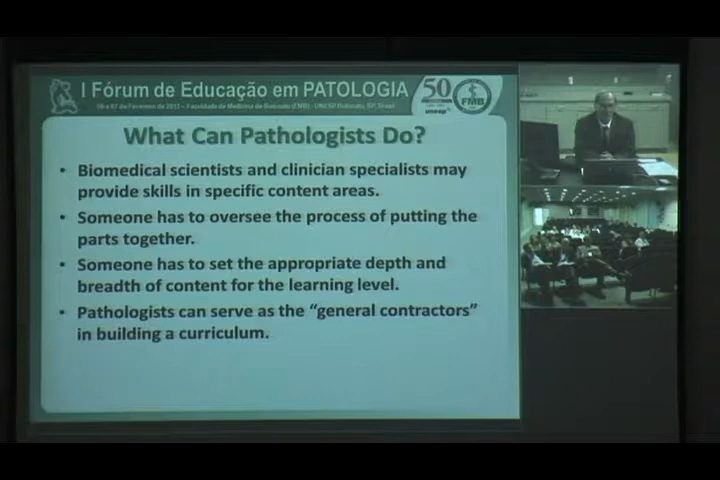 I Fórum de Educação em PATOLOGIA
50
unesp
FMB
What Can Pathologists Do?
• Biomedical scientists and clinician specialists may
provide skills in specific content areas.
• Someone has to oversee the process of putting the
parts together.
• Someone has to set the appropriate depth and
breadth of content for the learning level.
• Pathologists can serve as the “general contractors”
in building a curriculum.